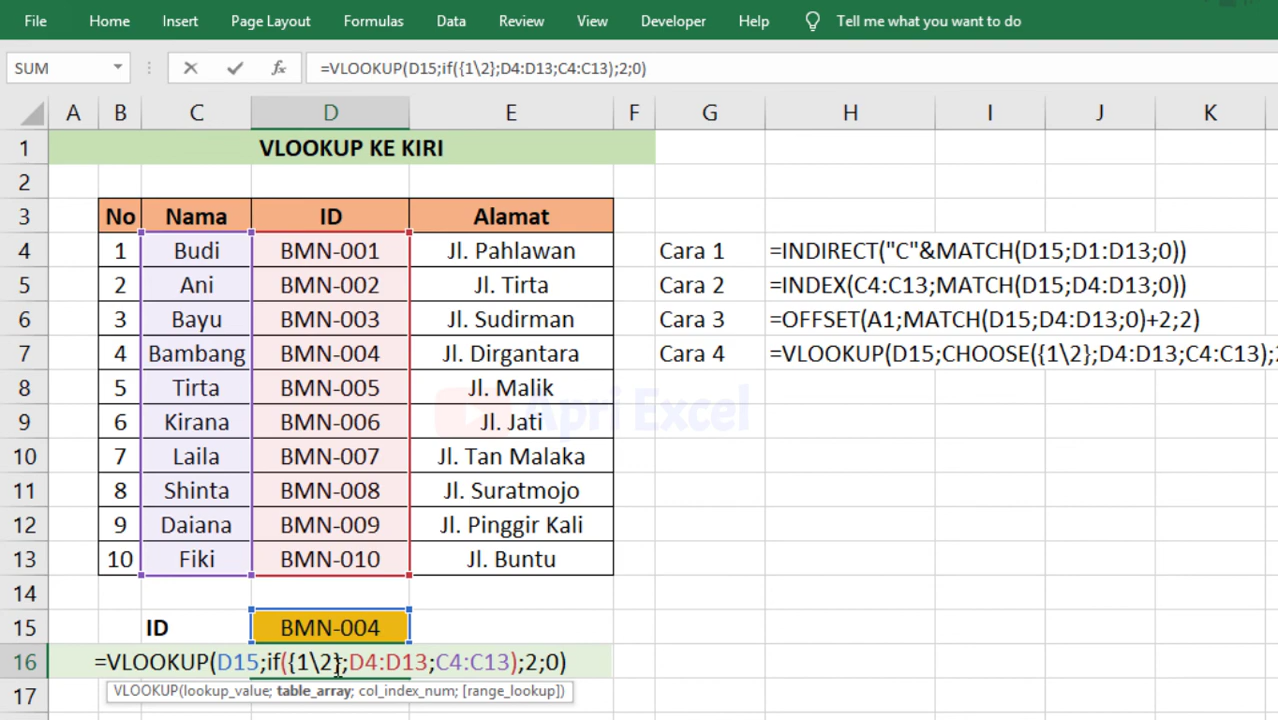 File Home Insert Page Layout Formulas Data Review View Developer Help Tell me what you want to do
SUM fx =VLOOKUP(D15;if({1\2};D4:D13;C4:C13);2;0)
A B C D E F G H I J K
1 VLOOKUP KE KIRI
2
3 No Nama ID Alamat
4 1 Budi BMN-001 Jl. Pahlawan Cara 1 =INDIRECT("C"&MATCH(D15;D1:D13;0))
5 2 Ani BMN-002 Jl. Tirta Cara 2 =INDEX(C4:C13;MATCH(D15;D4:D13;0))
6 3 Bayu BMN-003 Jl. Sudirman Cara 3 =OFFSET(A1;MATCH(D15;D4:D13;0)+2;2)
7 4 Bambang BMN-004 Jl. Dirgantara Cara 4 =VLOOKUP(D15;CHOOSE({1\2};D4:D13;C4:C13);2
8 5 Tirta BMN-005 Jl. Malik
Apri Excel
9 6 Kirana BMN-006 Jl. Jati
10 7 Laila BMN-007 Jl. Tan Malaka
11 8 Shinta BMN-008 Jl. Suratmojo
12 9 Daiana BMN-009 Jl. Pinggir Kali
13 10 Fiki BMN-010 Jl. Buntu
14
15 ID BMN-004
16 =VLOOKUP(D15;if({1\2};D4:D13;C4:C13);2;0)
17 VLOOKUP(lookup_value; table_array; col_index_num; [range_lookup])